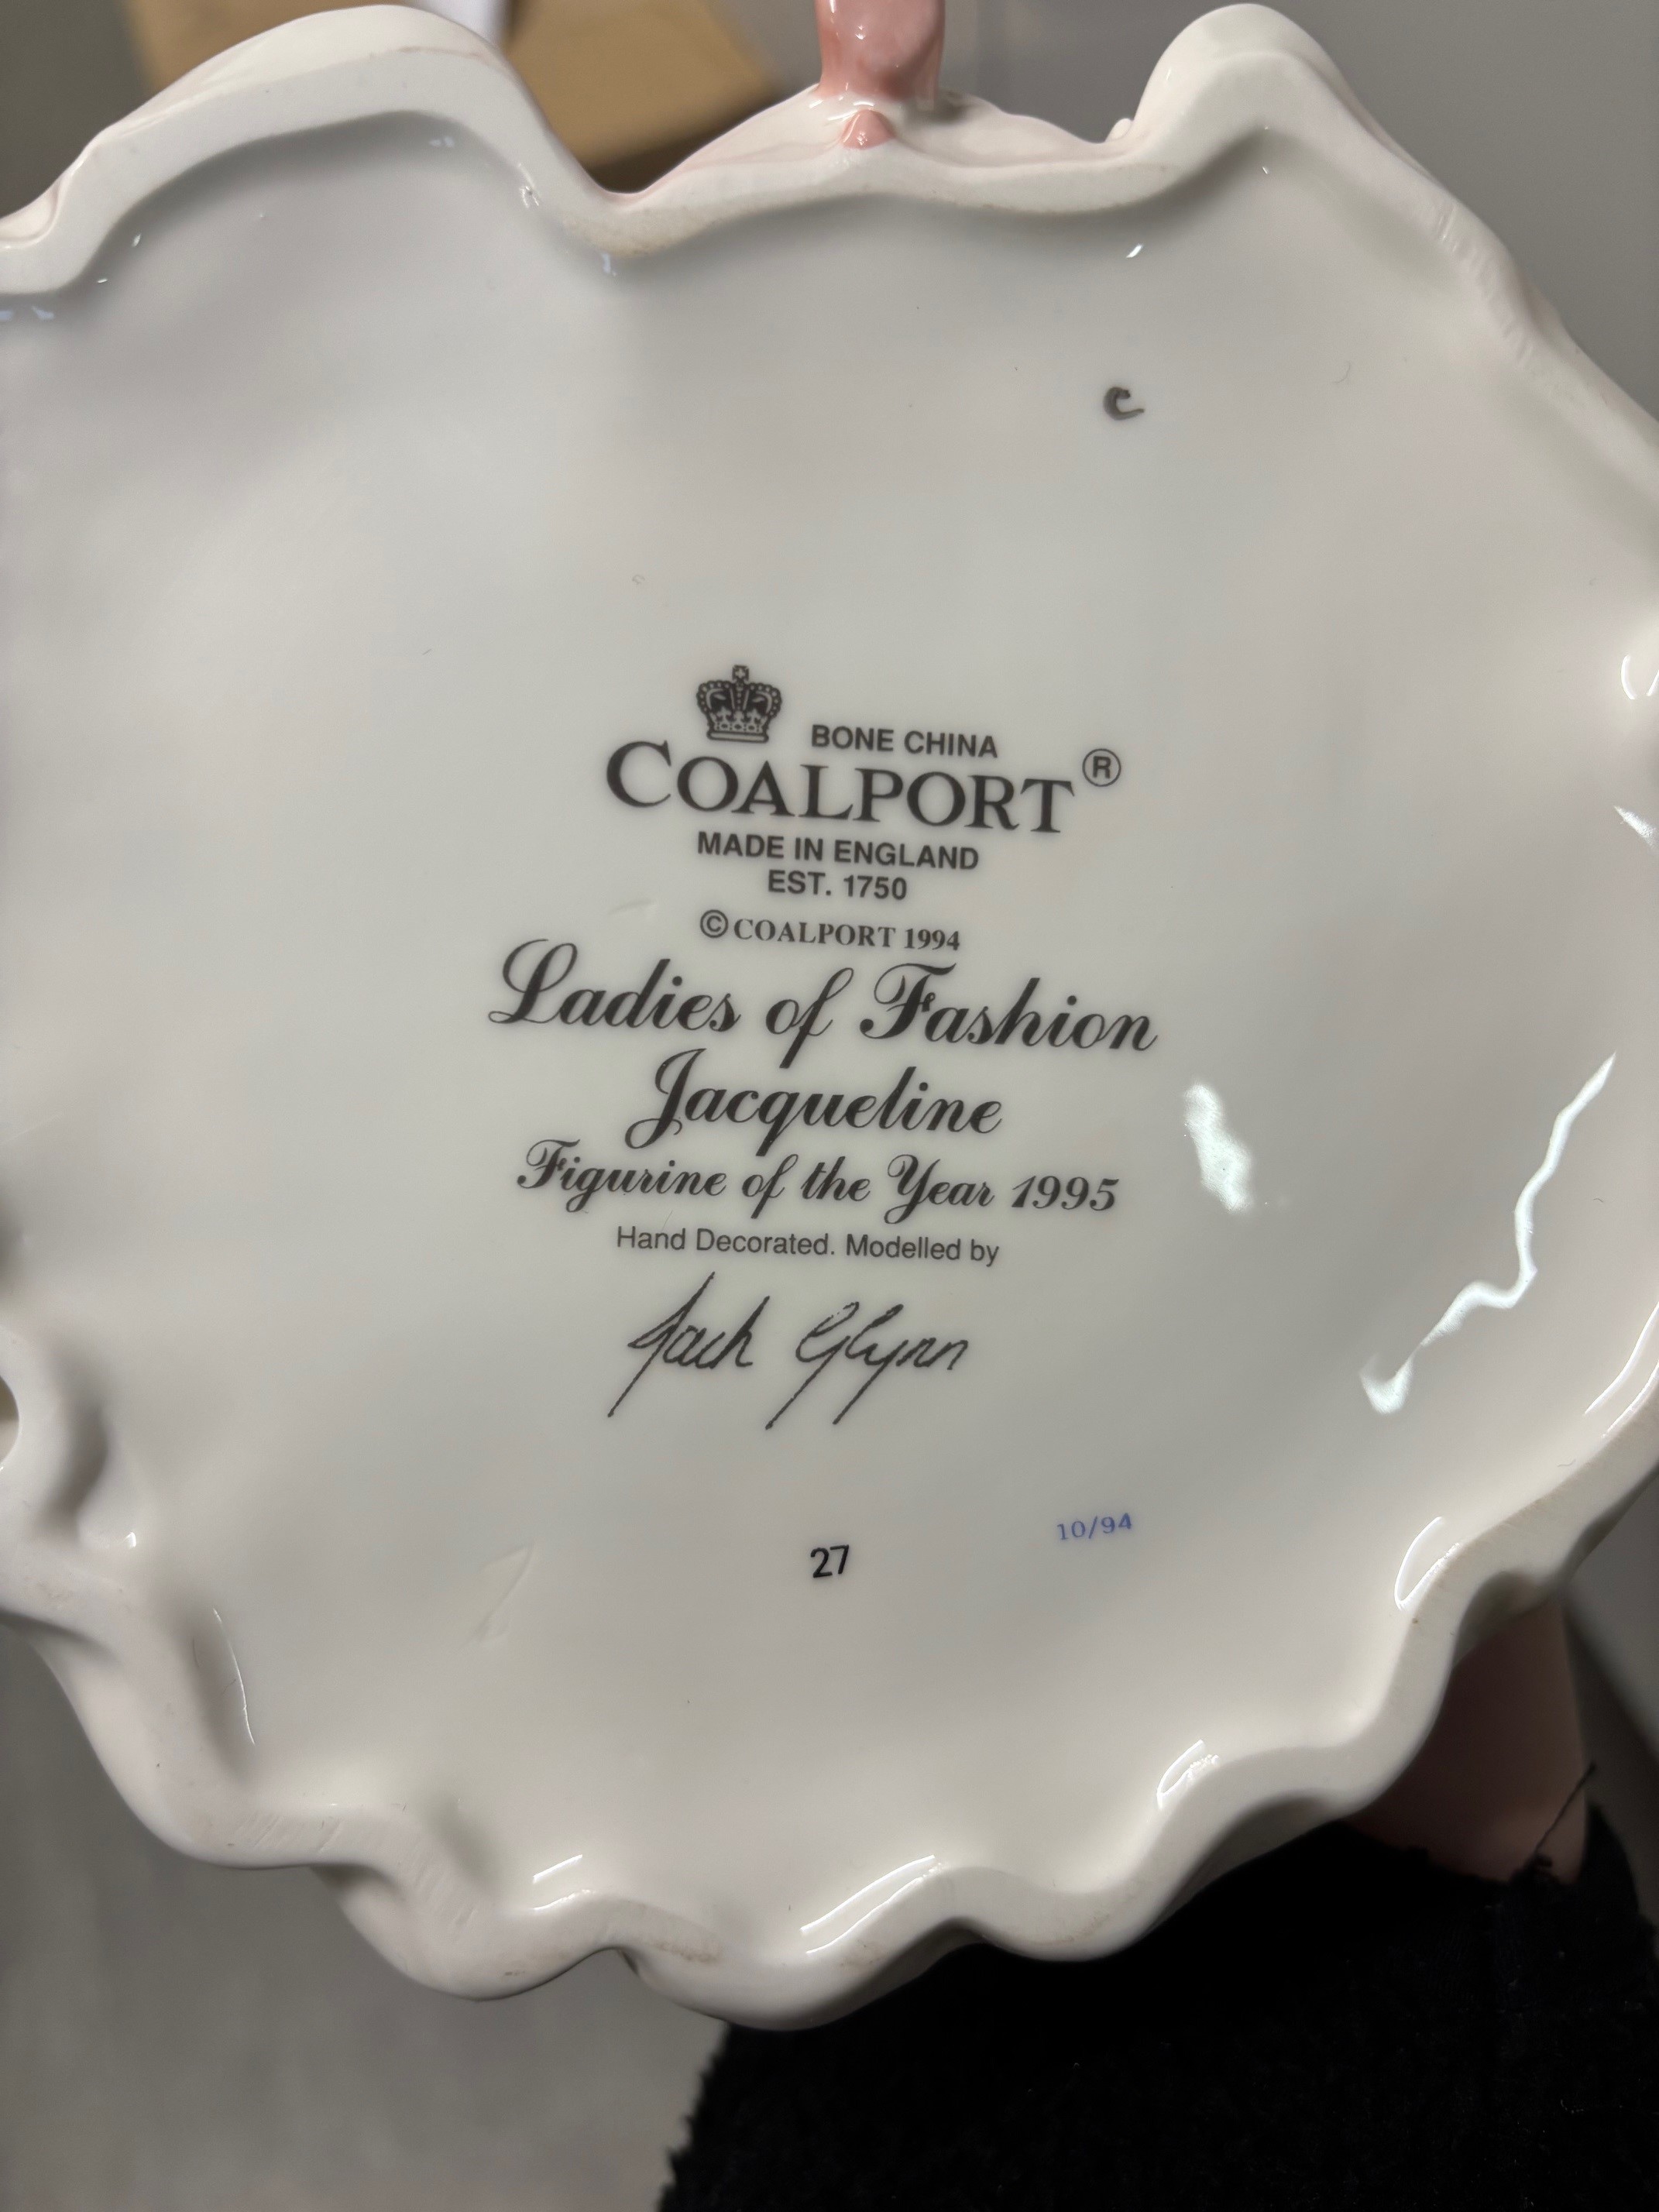 c
BONE CHINA
COALPORT®
MADE IN ENGLAND
EST. 1750
© COALPORT 1994
Ladies of Fashion
Jacqueline
Figurine of the Year 1995
Hand Decorated. Modelled by
Jack Glynn
10/94
27